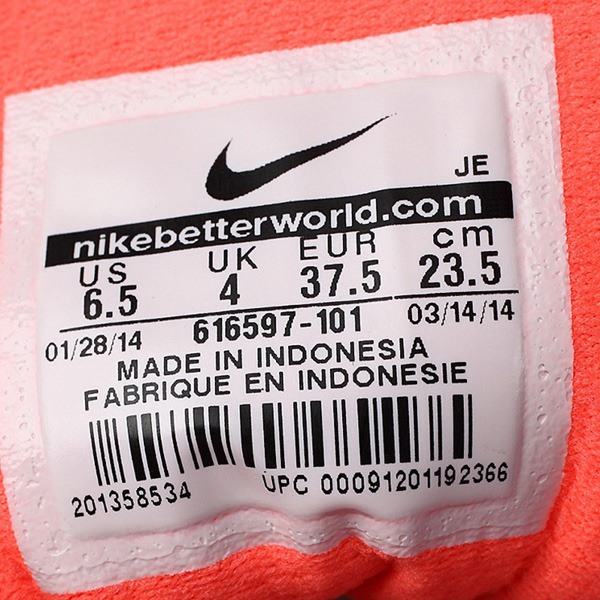 JE
nikebetterworld.com
US UK EUR cm
6.5 4 37.5 23.5
01/28/14 616597-101 03/14/14
MADE IN INDONESIA
FABRIQUE EN INDONESIE
201358534 UPC 00091201192366